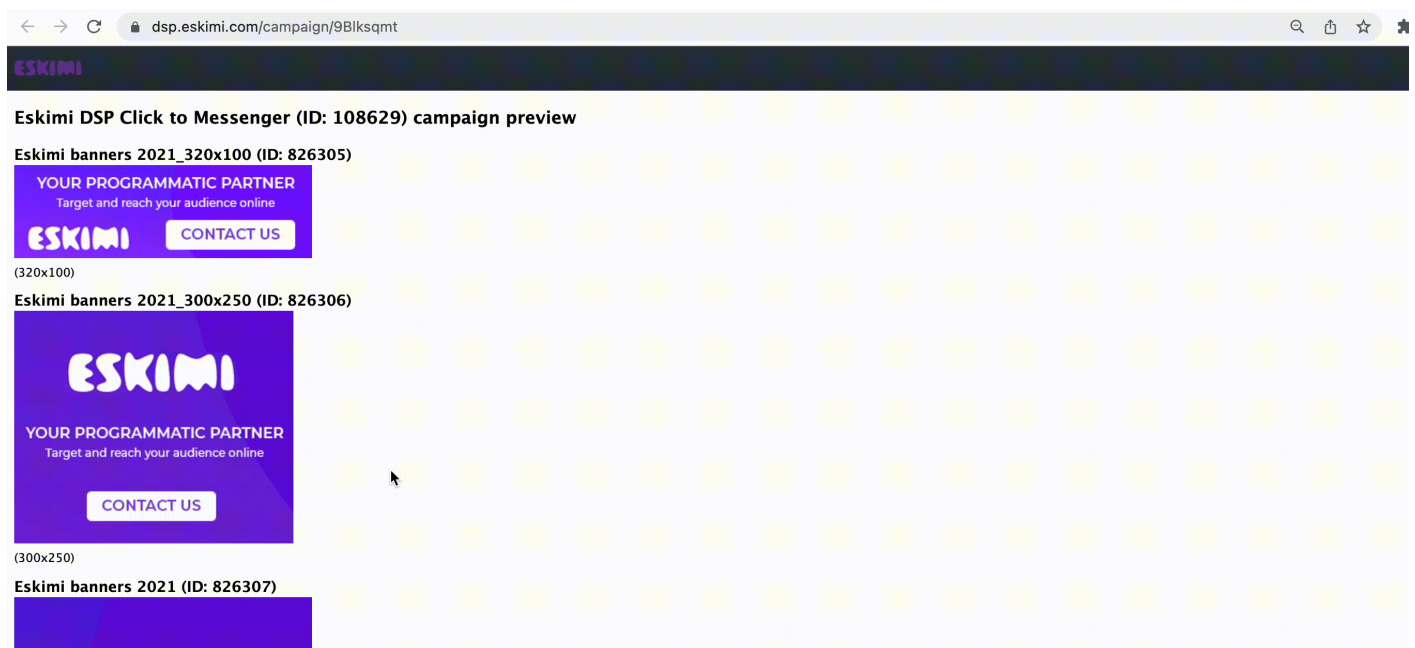 dsp.eskimi.com/campaign/9Blksqmt
ESKIMI
Eskimi DSP Click to Messenger (ID: 108629) campaign preview
Eskimi banners 2021_320x100 (ID: 826305)
YOUR PROGRAMMATIC PARTNER
Target and reach your audience online
ESKIMI CONTACT US
(320x100)
Eskimi banners 2021_300x250 (ID: 826306)
ESKIMI
YOUR PROGRAMMATIC PARTNER
Target and reach your audience online
CONTACT US
(300x250)
Eskimi banners 2021 (ID: 826307)